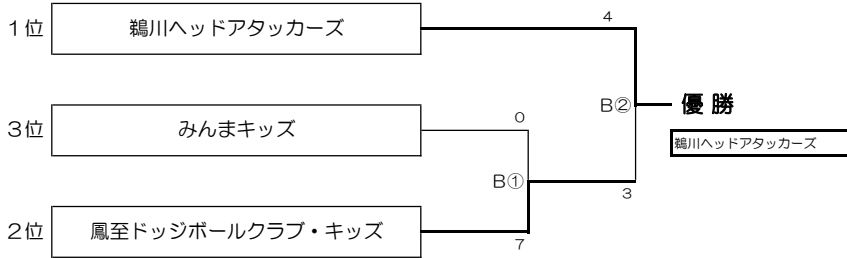 4
1位 鵜川ヘッドアタッカーズ
B② 優 勝
3位 みんまキッズ 0
鵜川ヘッドアタッカーズ
B①
3
2位 鳳至ドッジボールクラブ・キッズ
7